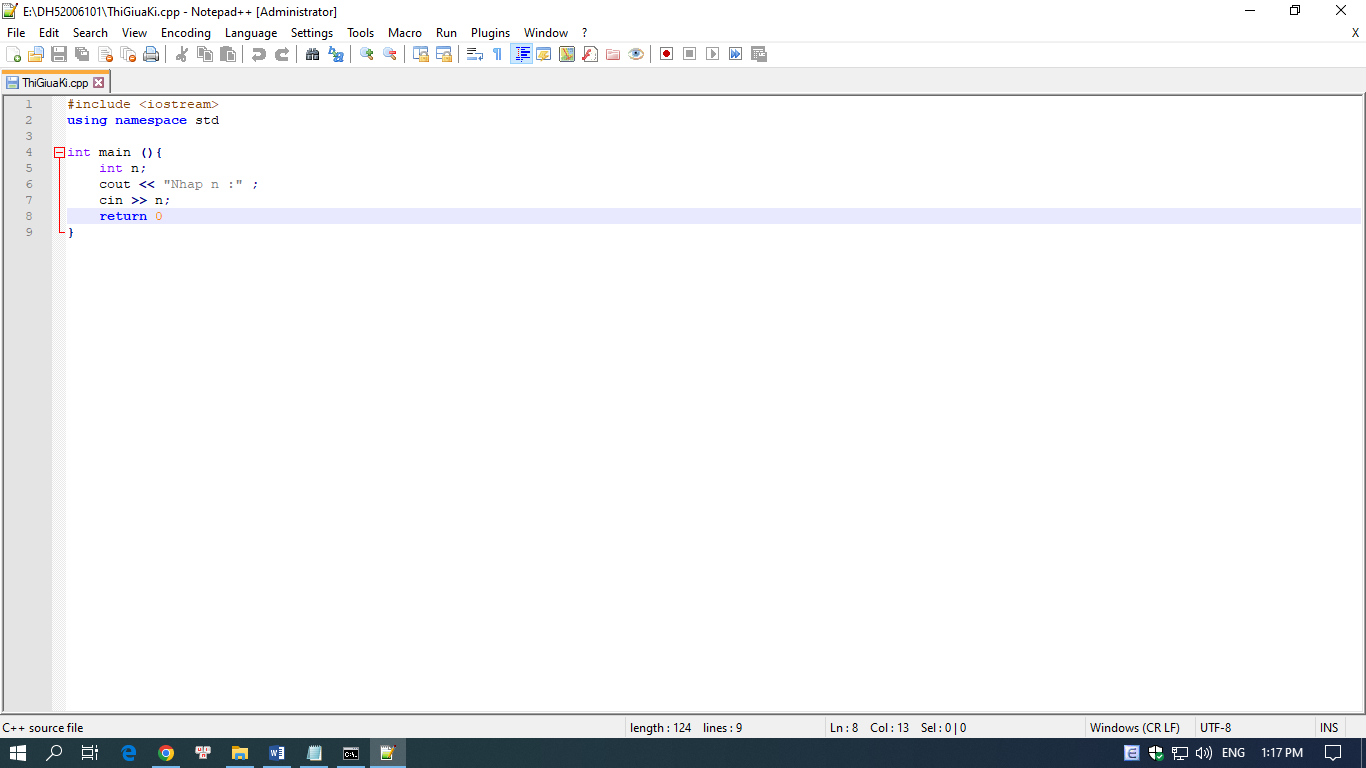 E:\DH52006101\ThiGiuaKi.cpp - Notepad++ [Administrator]
File Edit Search View Encoding Language Settings Tools Macro Run Plugins Window ? X
ThiGiuaKi.cpp
1 #include <iostream>
2 using namespace std
3
4 int main (){
5 int n;
6 cout << "Nhap n :" ;
7 cin >> n;
8 return 0
9 }
C++ source file length : 124 lines : 9 Ln : 8 Col : 13 Sel : 0 | 0 Windows (CR LF) UTF-8 INS
ENG 1:17 PM